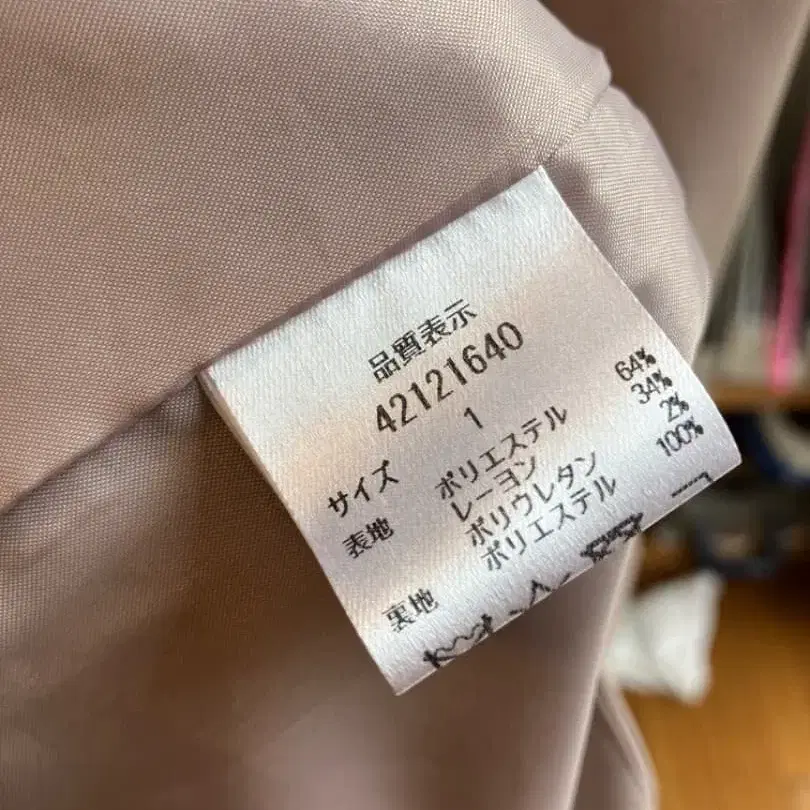 品質表示
42121640
サイズ 1
表地 ポリエステル 64%
レーヨン 34%
ポリウレタン 2%
裏地 ポリエステル 100%